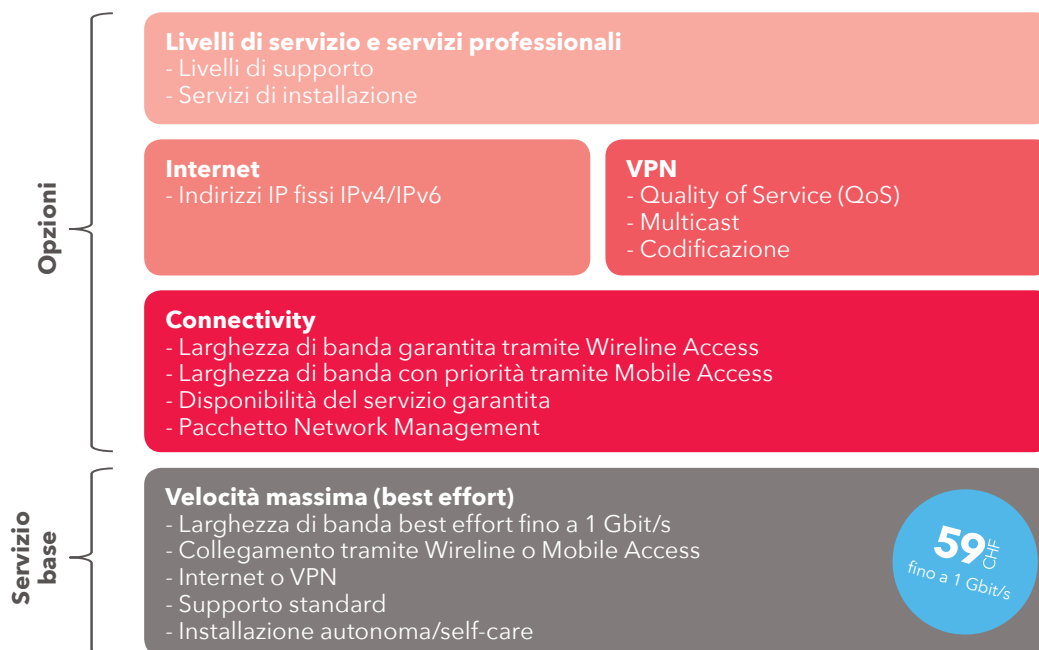 Opzioni
Livelli di servizio e servizi professionali
- Livelli di supporto
- Servizi di installazione
Internet
- Indirizzi IP fissi IPv4/IPv6
VPN
- Quality of Service (QoS)
- Multicast
- Codificazione
Connectivity
- Larghezza di banda garantita tramite Wireline Access
- Larghezza di banda con priorità tramite Mobile Access
- Disponibilità del servizio garantita
- Pacchetto Network Management
Servizio
base
Velocità massima (best effort)
- Larghezza di banda best effort fino a 1 Gbit/s
- Collegamento tramite Wireline o Mobile Access
- Internet o VPN
- Supporto standard
- Installazione autonoma/self-care
59 CHF
fino a 1 Gbit/s